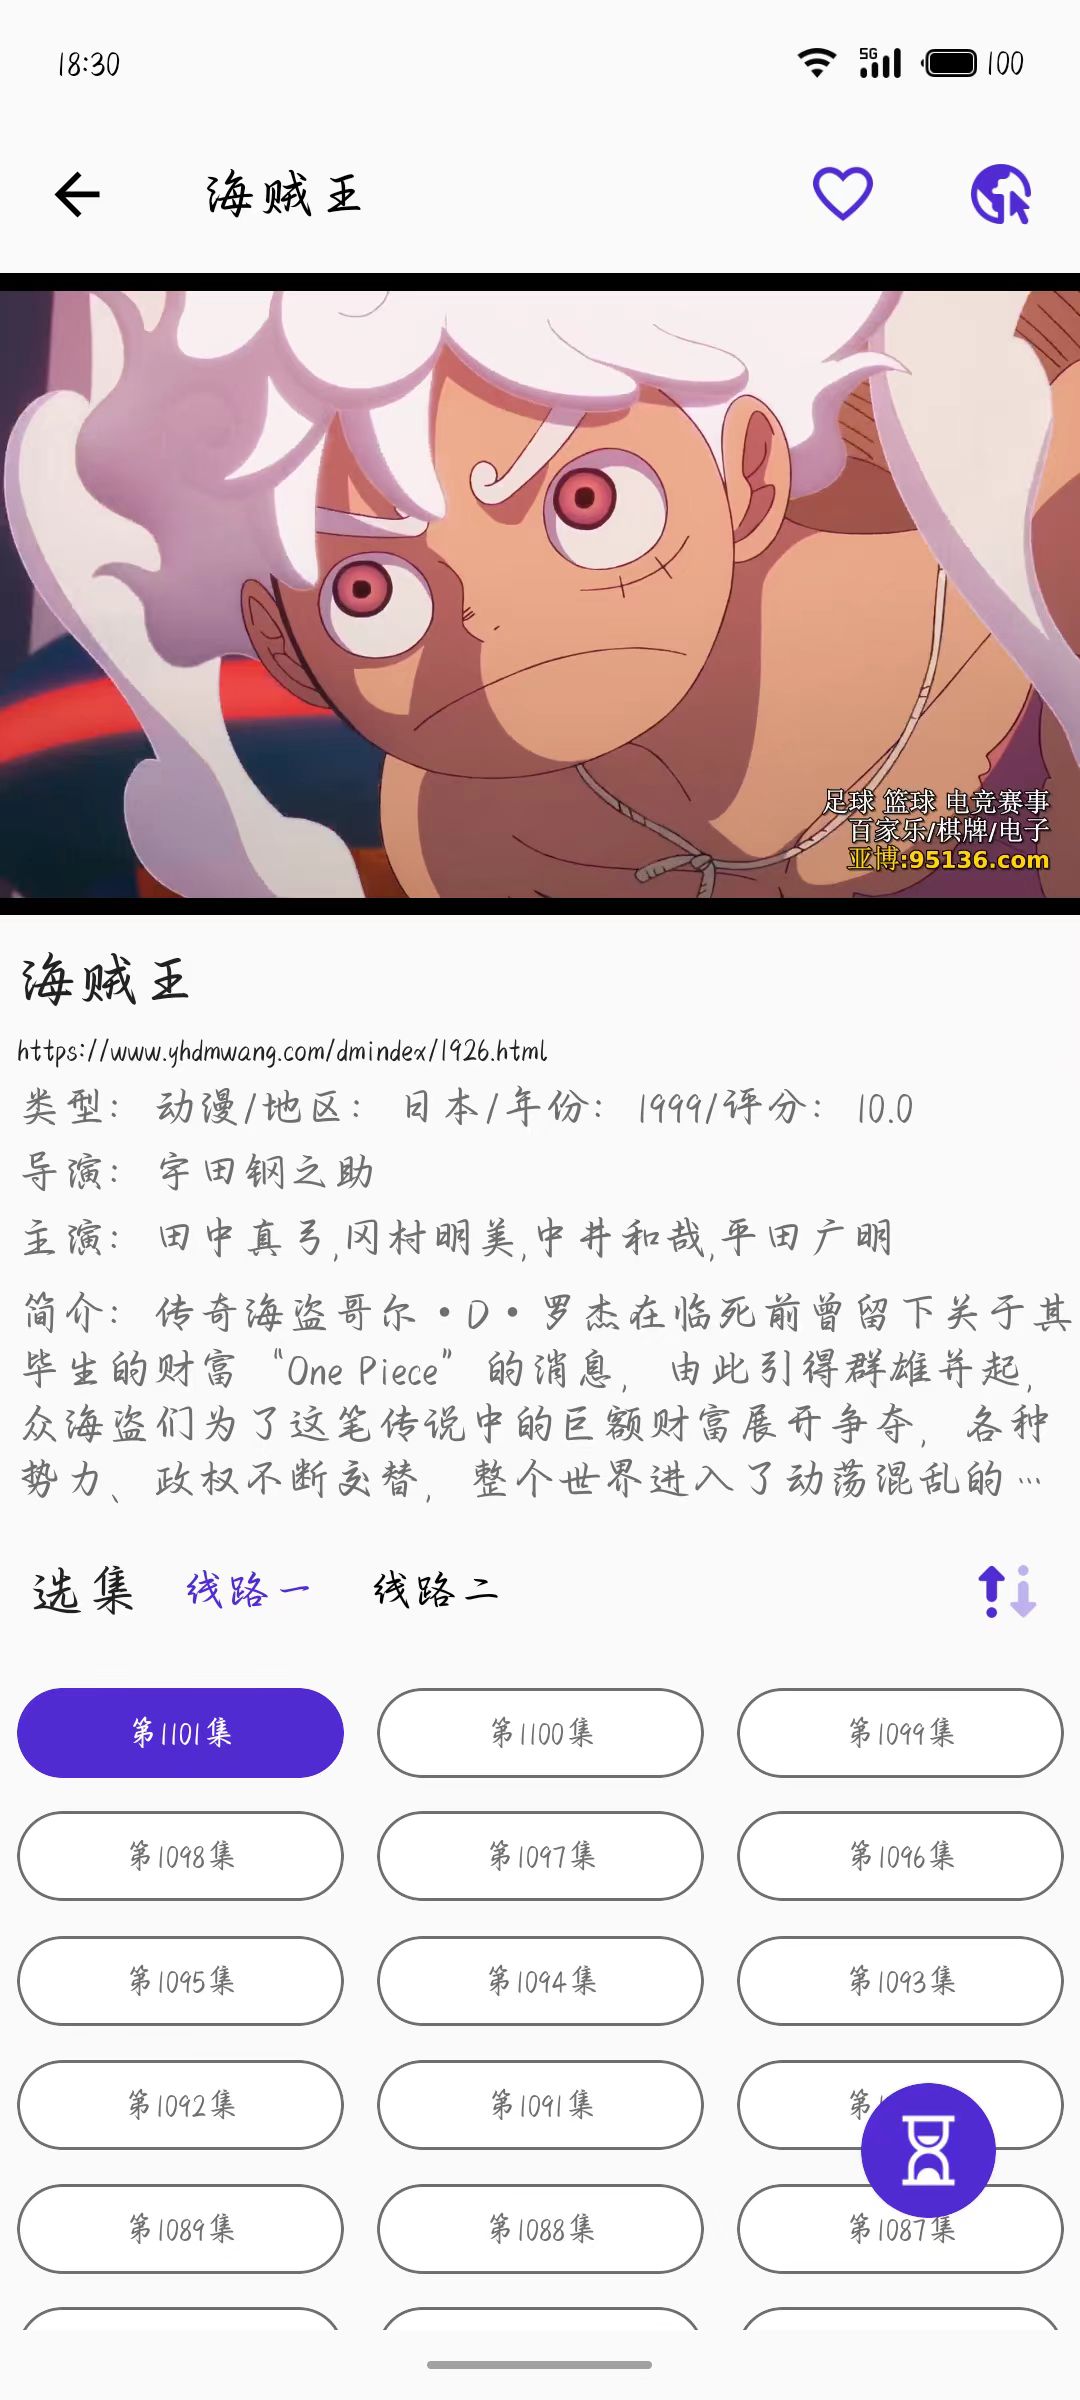 18:30
5G
100
海贼王
足球 篮球 电竞赛事
百家乐/棋牌/电子
亚博:95136.com
海贼王
https://www.yhdmwang.com/dmindex/1926.html
类型： 动漫/地区： 日本/年份： 1999/评分： 10.0
导演： 宇田钢之助
主演： 田中真弓,冈村明美,中井和哉,平田广明
简介： 传奇海盗哥尔·D·罗杰在临死前曾留下关于其
毕生的财富“One Piece”的消息，由此引得群雄并起，
众海盗们为了这笔传说中的巨额财富展开争夺，各种
势力、政权不断交替，整个世界进入了动荡混乱的…
选集 线路一 线路二
第1101集 第1100集 第1099集
第1098集 第1097集 第1096集
第1095集 第1094集 第1093集
第1092集 第1091集 第
第1089集 第1088集 第1087集